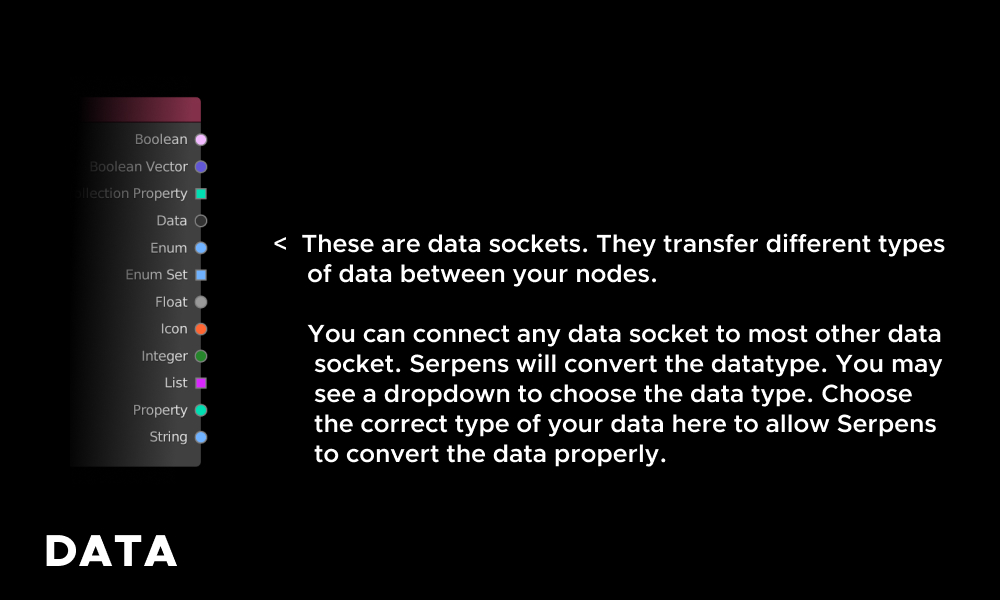 Boolean
Boolean Vector
llection Property
Data
Enum
Enum Set
Float
Icon
Integer
List
Property
String
< These are data sockets. They transfer different types
of data between your nodes.
You can connect any data socket to most other data
socket. Serpens will convert the datatype. You may
see a dropdown to choose the data type. Choose
the correct type of your data here to allow Serpens
to convert the data properly.
DATA